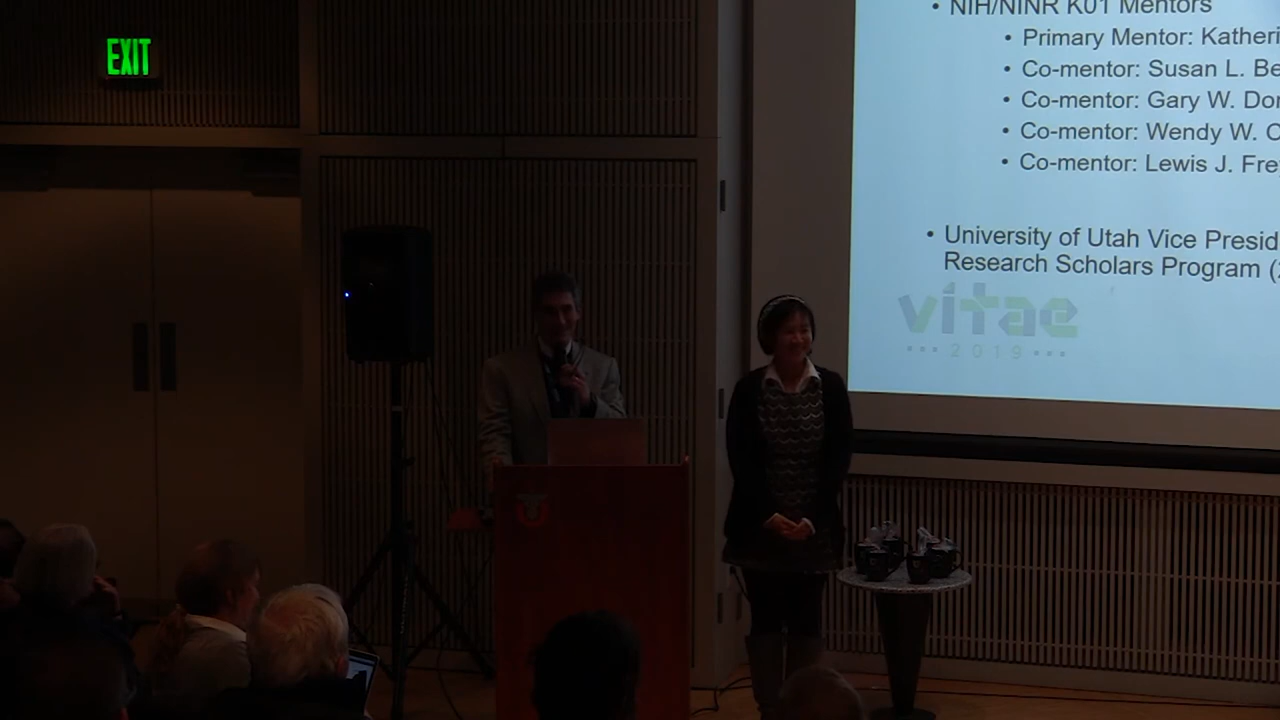 EXIT
• NIH/NINR K01 Mentors
• Primary Mentor: Katheri
• Co-mentor: Susan L. Be
• Co-mentor: Gary W. Dor
• Co-mentor: Wendy W. C
• Co-mentor: Lewis J. Frey
• University of Utah Vice Presid
Research Scholars Program (2
vitae
••• 2019 •••